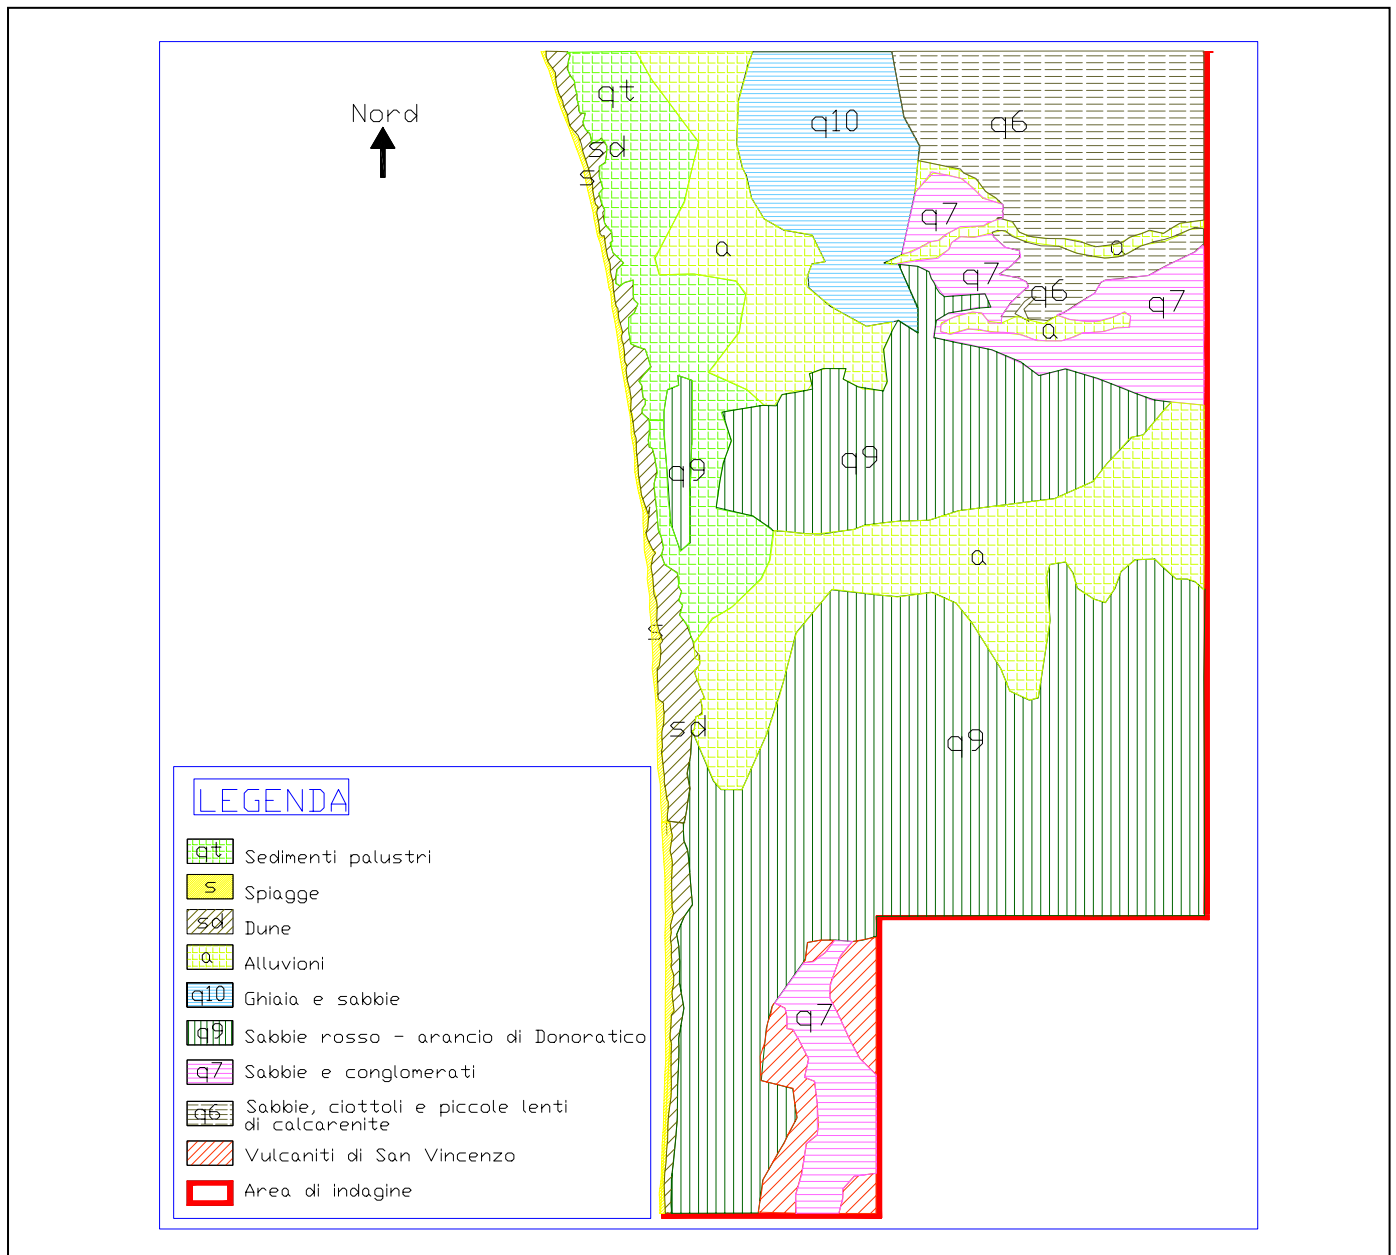 Nord
qt
q10
q6
sd
s
q7
a
a
q7
q6
q7
a
q9
q9
a
s
sd
q9
q7
LEGENDA
qt Sedimenti palustri
s Spiagge
sd Dune
a Alluvioni
q10 Ghiaia e sabbie
q9 Sabbie rosso - arancio di Donoratico
q7 Sabbie e conglomerati
q6 Sabbie, ciottoli e piccole lenti
di calcarenite
Vulcaniti di San Vincenzo
Area di indagine